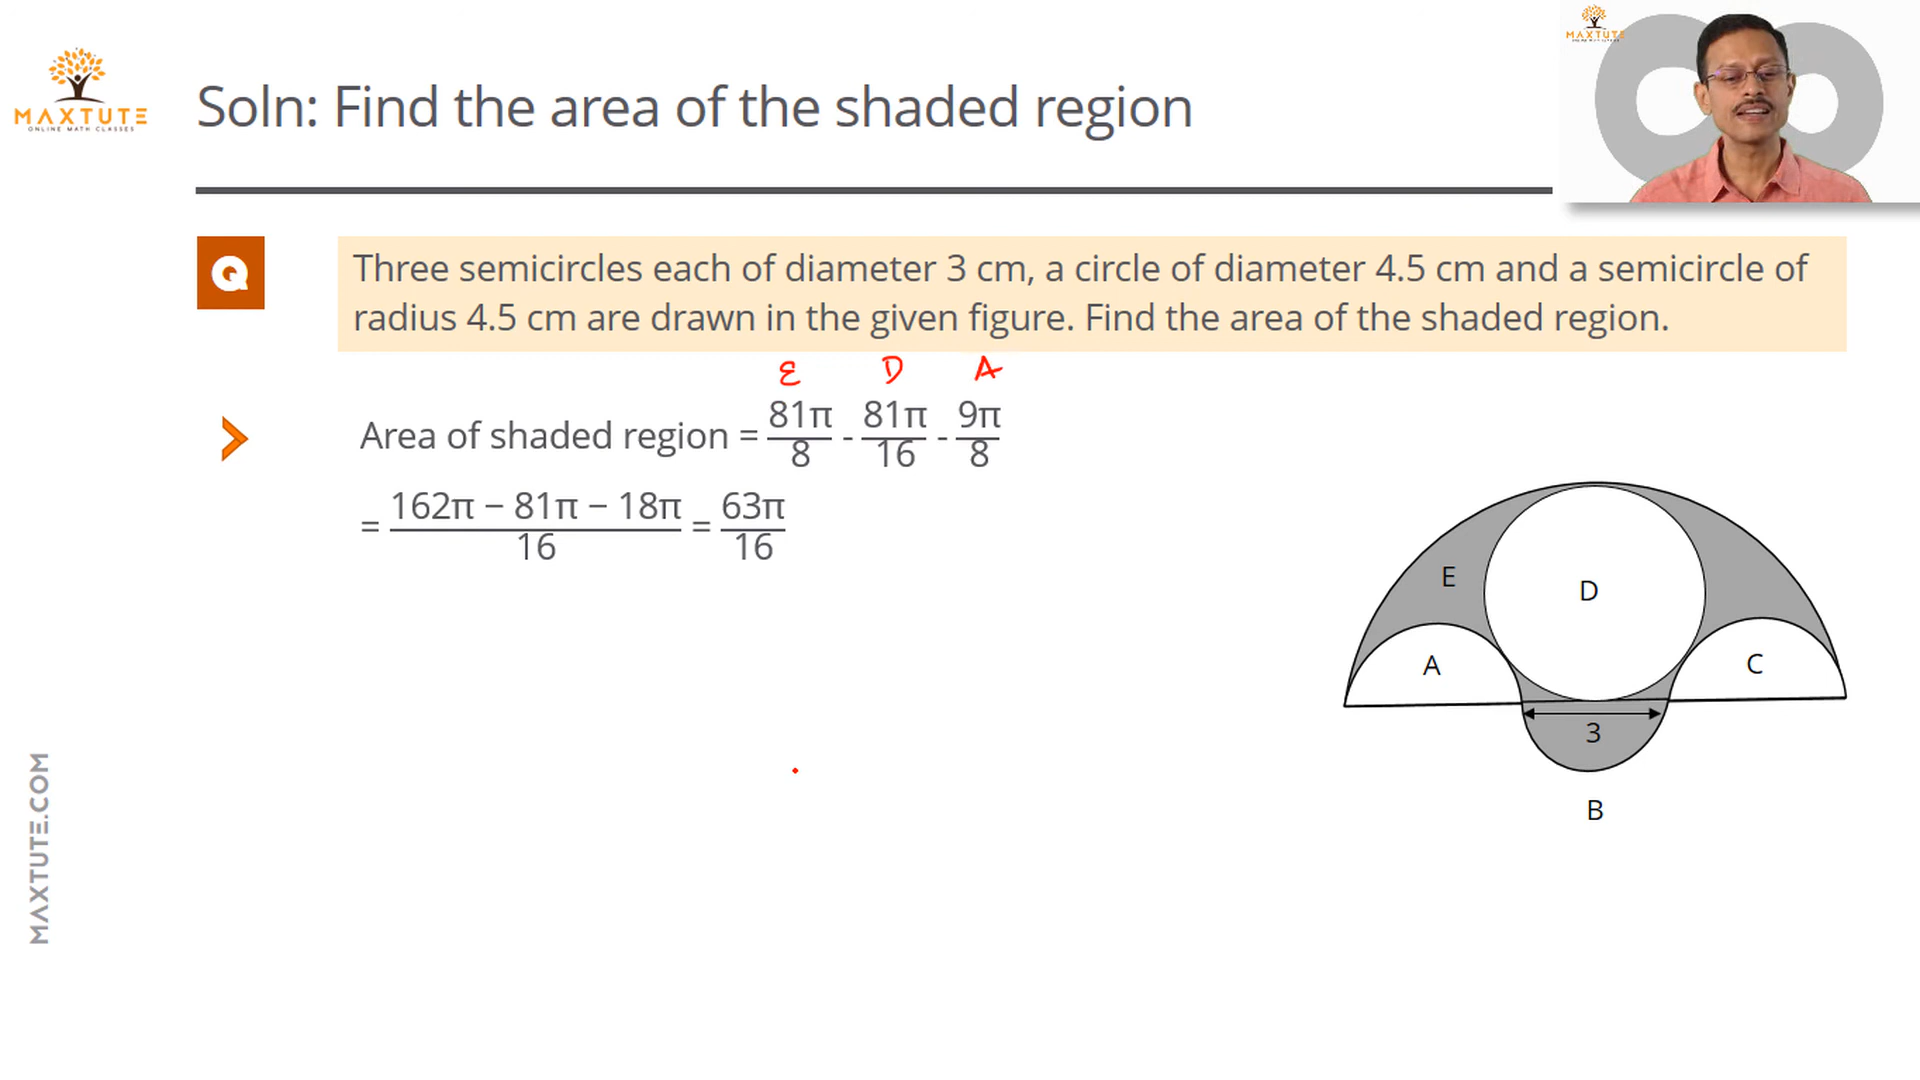 MAXTUTE
ONLINE MATH CLASSES
Soln: Find the area of the shaded region
MAXTUTE
Q
Three semicircles each of diameter 3 cm, a circle of diameter 4.5 cm and a semicircle of
radius 4.5 cm are drawn in the given figure. Find the area of the shaded region.
E D A
Area of shaded region = 81π/8 - 81π/16 - 9π/8
= 162π − 81π − 18π/16 = 63π/16
E
D
A
C
3
B
MAXTUTE.COM